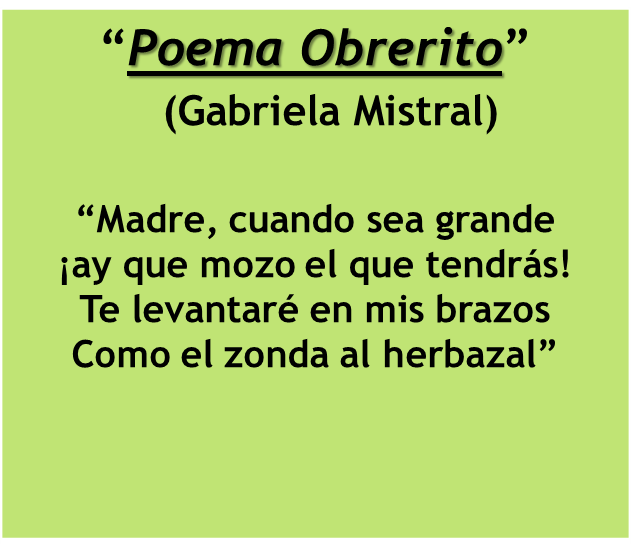 “Poema Obrerito”
(Gabriela Mistral)
“Madre, cuando sea grande
¡ay que mozo el que tendrás!
Te levantaré en mis brazos
Como el zonda al herbazal”